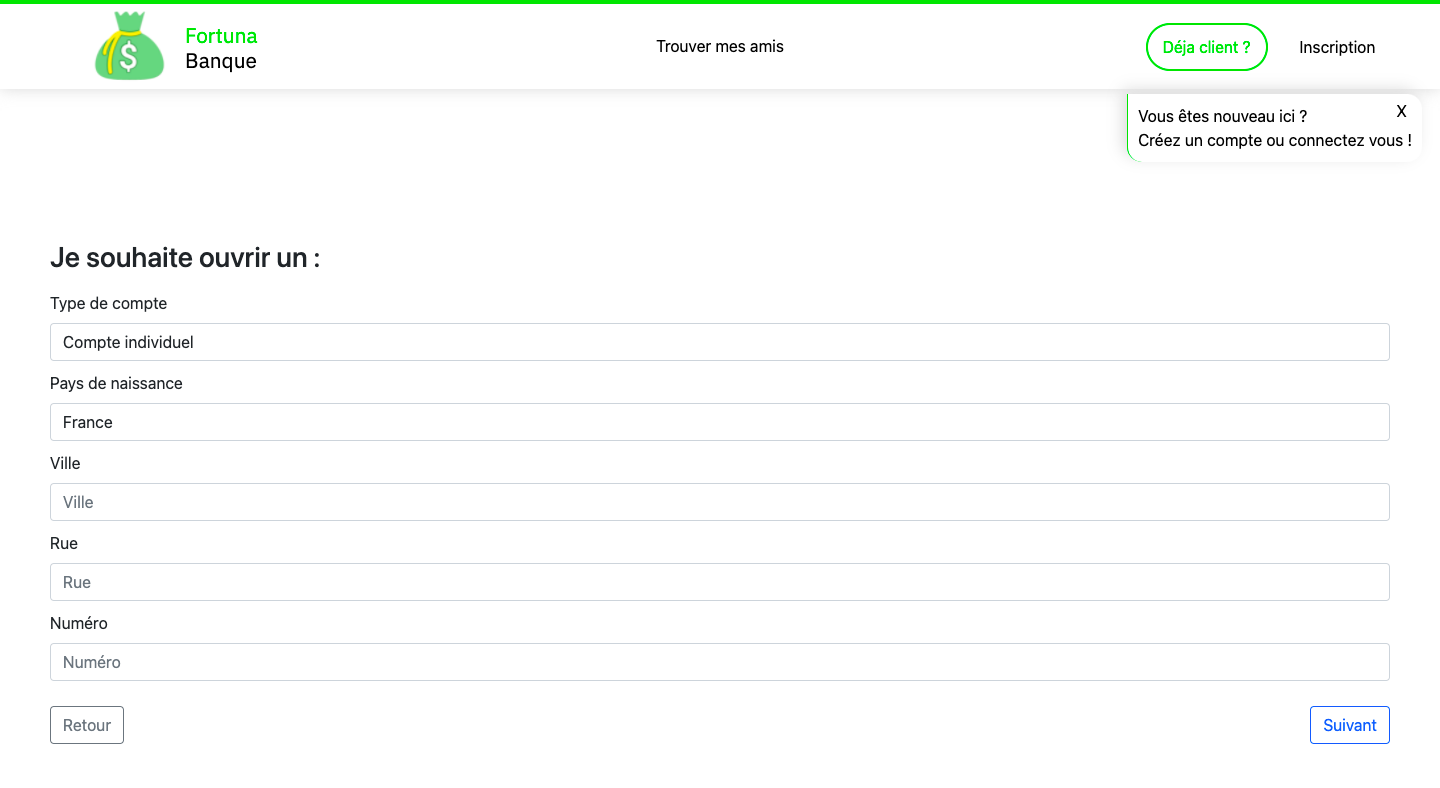 $
Fortuna
Banque
Trouver mes amis
Déja client ?
Inscription
Vous êtes nouveau ici ?
X
Créez un compte ou connectez vous !
Je souhaite ouvrir un :
Type de compte
Compte individuel
Pays de naissance
France
Ville
Ville
Rue
Rue
Numéro
Numéro
Retour
Suivant